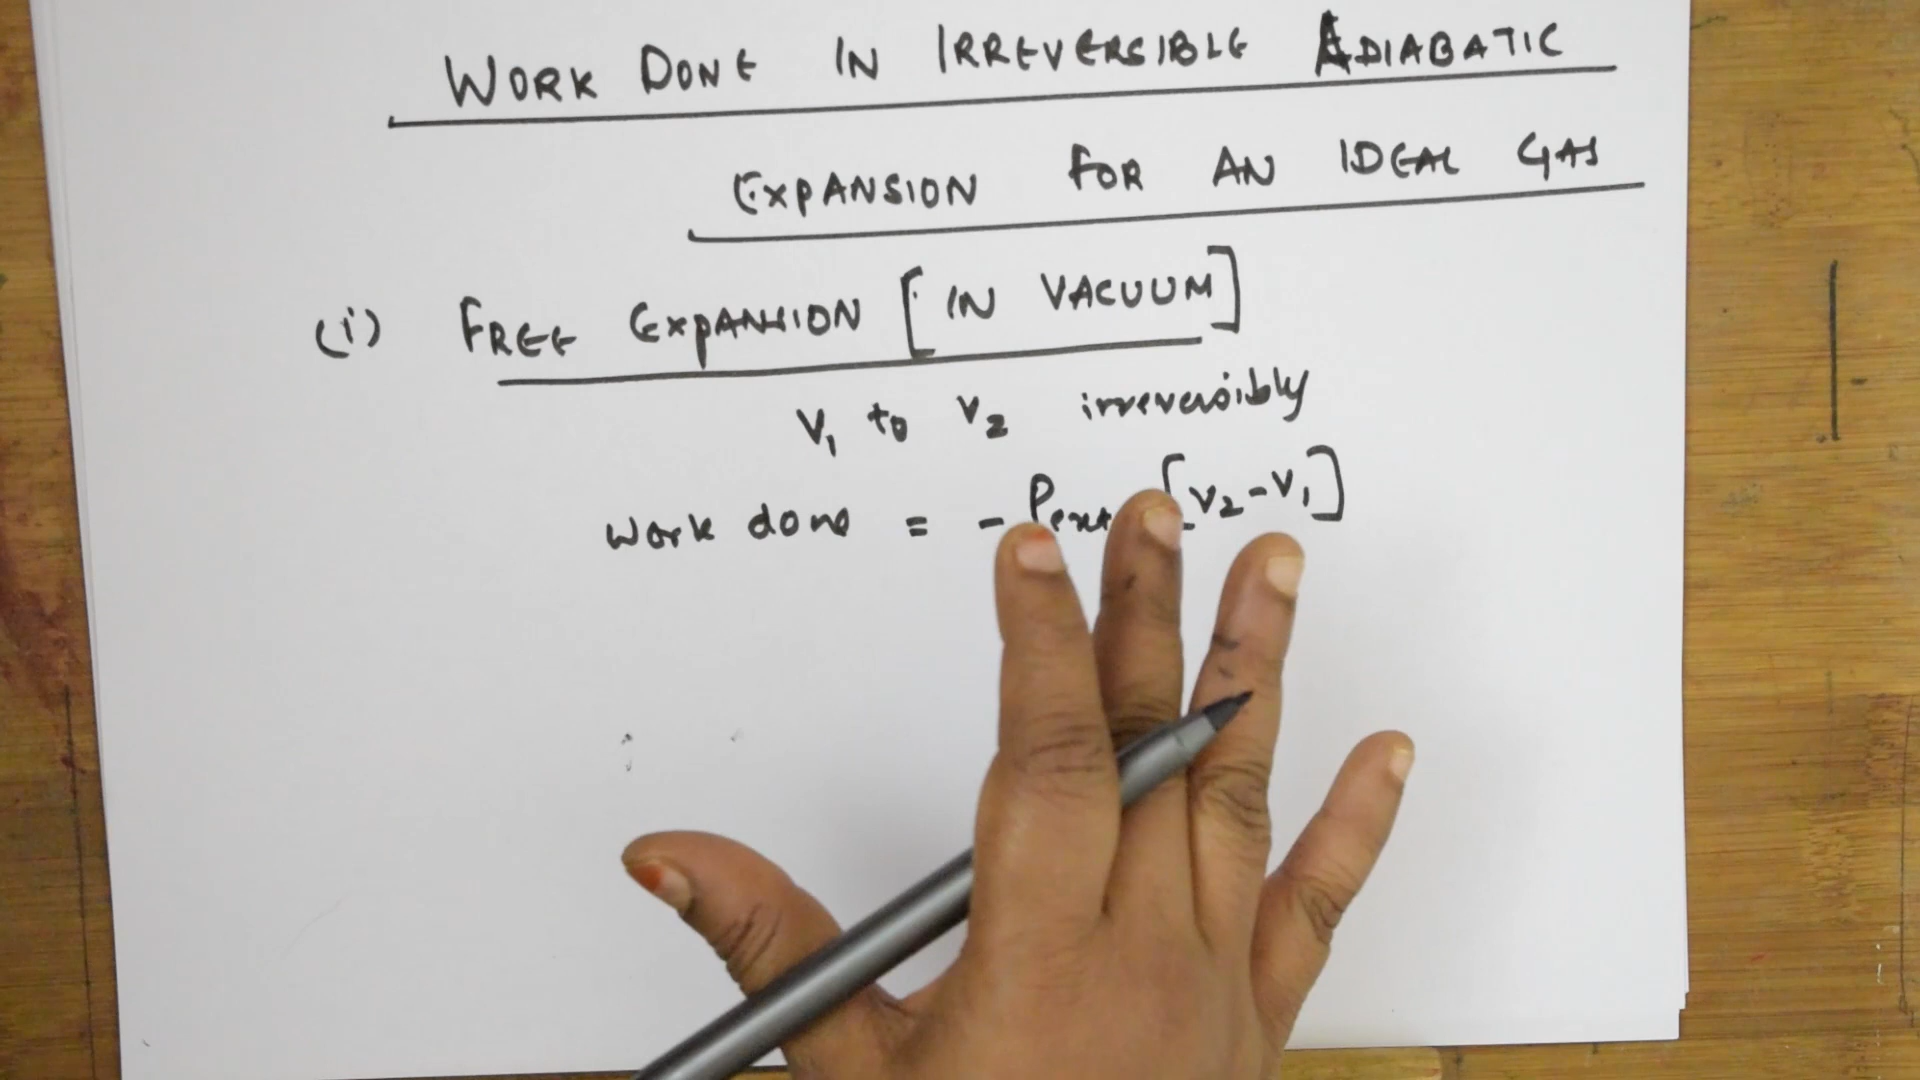 WORK DONE IN IRREVERSIBLE ADIABATIC
EXPANSION FOR AN IDEAL GAS
(i) FREE EXPANSION [IN VACUUM]
V₁ to V₂ irreversibly
Work done = - Pext [V₂-V₁]